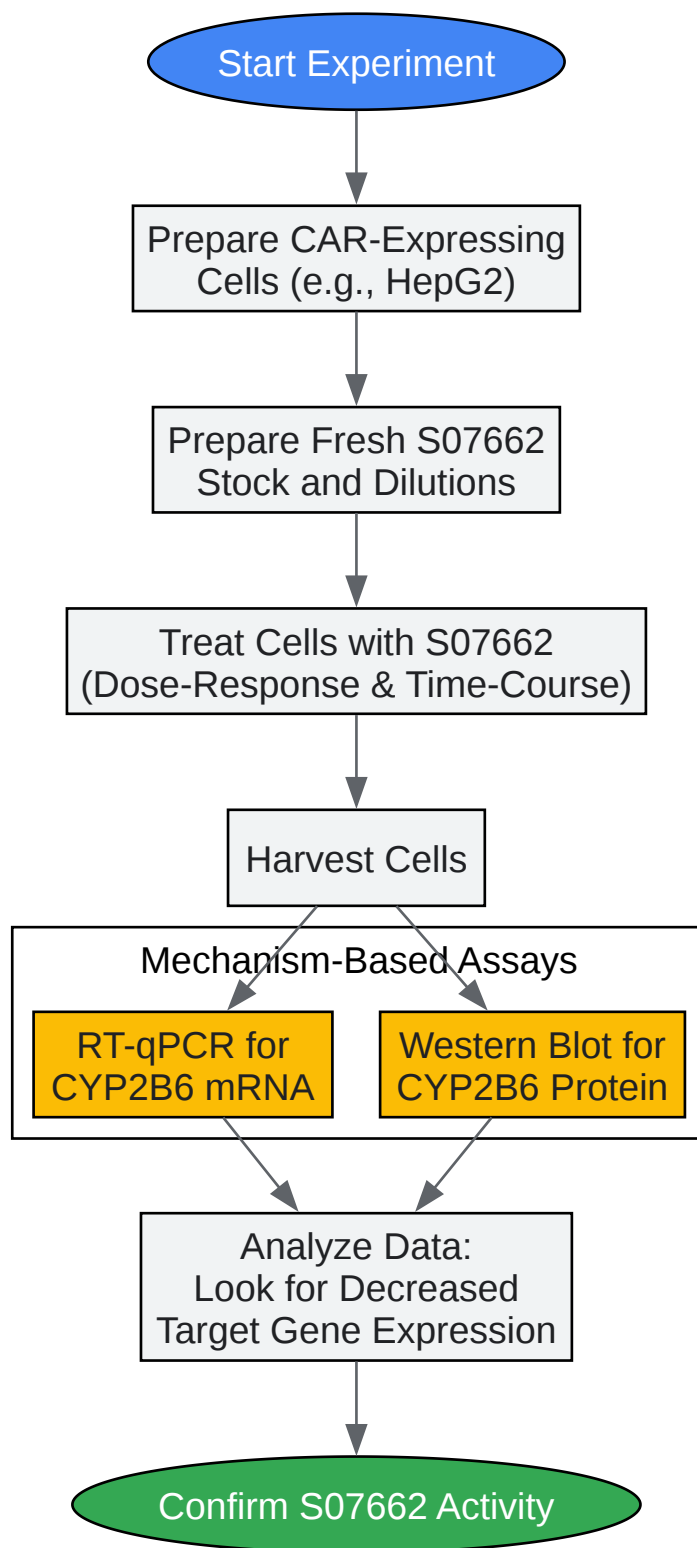 Start Experiment
Prepare CAR-Expressing
Cells (e.g., HepG2)
Prepare Fresh S07662
Stock and Dilutions
Treat Cells with S07662
(Dose-Response & Time-Course)
Harvest Cells
Mechanism-Based Assays
RT-qPCR for
CYP2B6 mRNA
Western Blot for
CYP2B6 Protein
Analyze Data:
Look for Decreased
Target Gene Expression
Confirm S07662 Activity